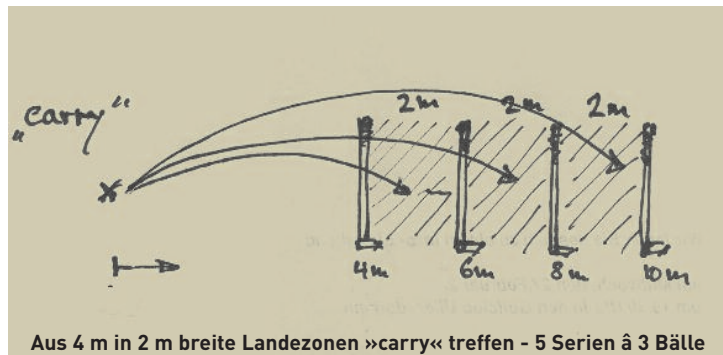 2m 2m 2m
„carry“
4m 6m 8m 10m
Aus 4 m in 2 m breite Landezonen »carry« treffen - 5 Serien â 3 Bälle